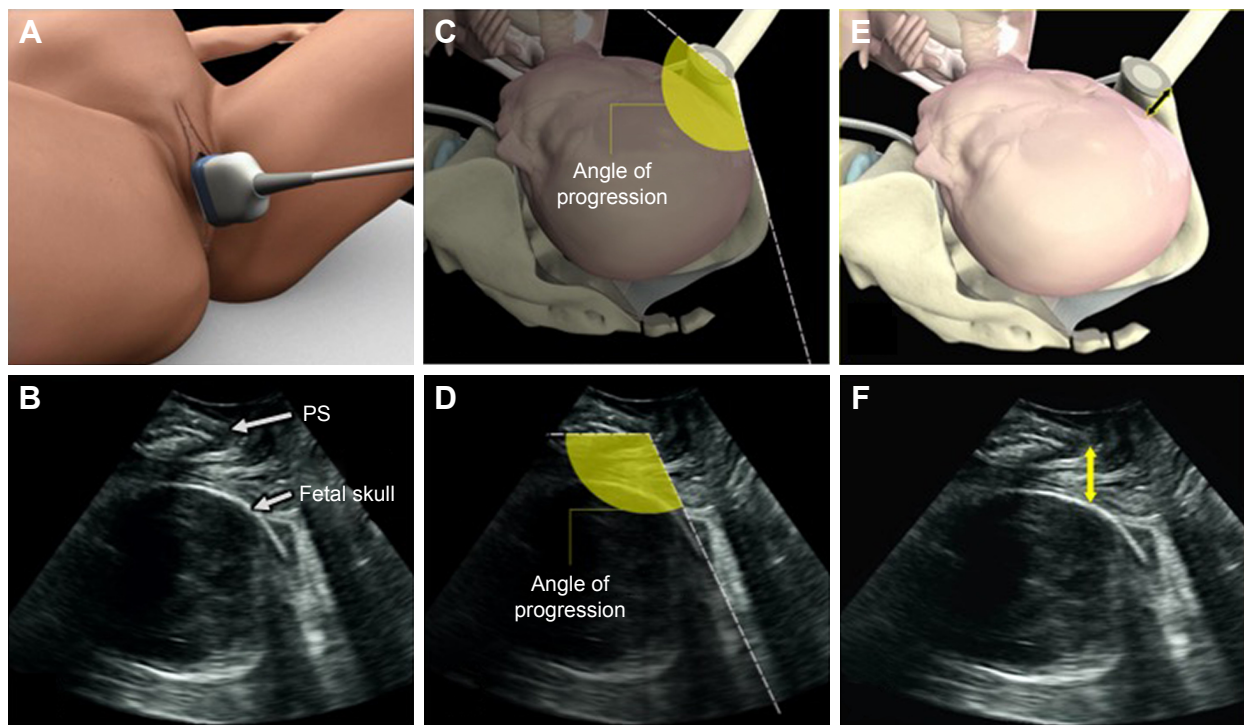 A
C
Angle of
progression
E
B
PS
Fetal skull
D
Angle of
progression
F